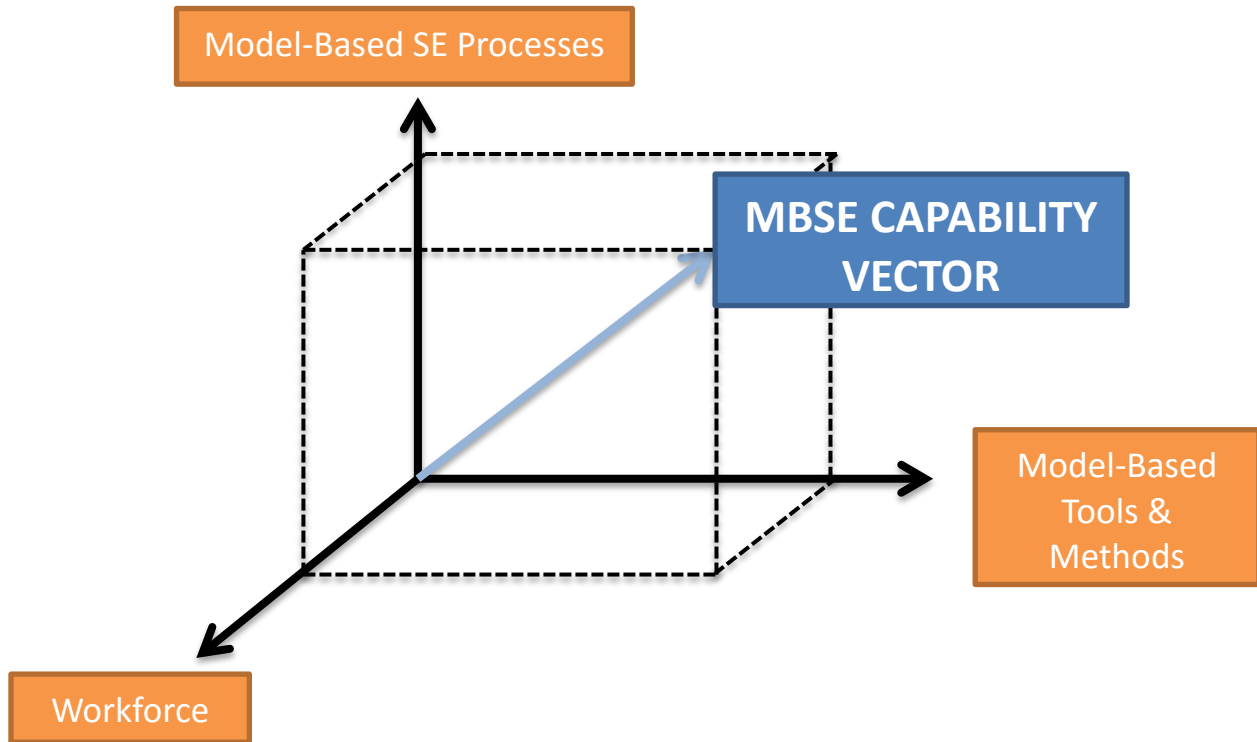 Model-Based SE Processes
MBSE CAPABILITY
VECTOR
Model-Based
Tools &
Methods
Workforce